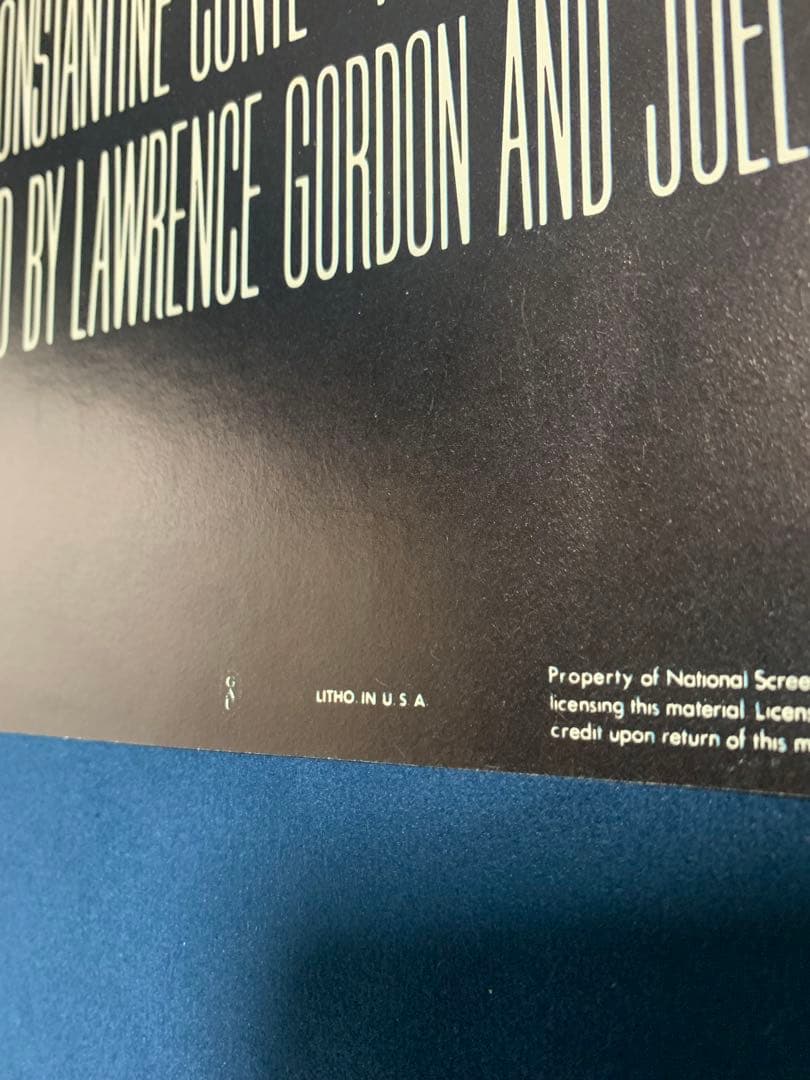 ONSTANTINE CONTE
D BY LAWRENCE GORDON AND JOEL
LITHO. IN U. S. A.
Property of National Scree
licensing this material. Licens
credit upon return of this m